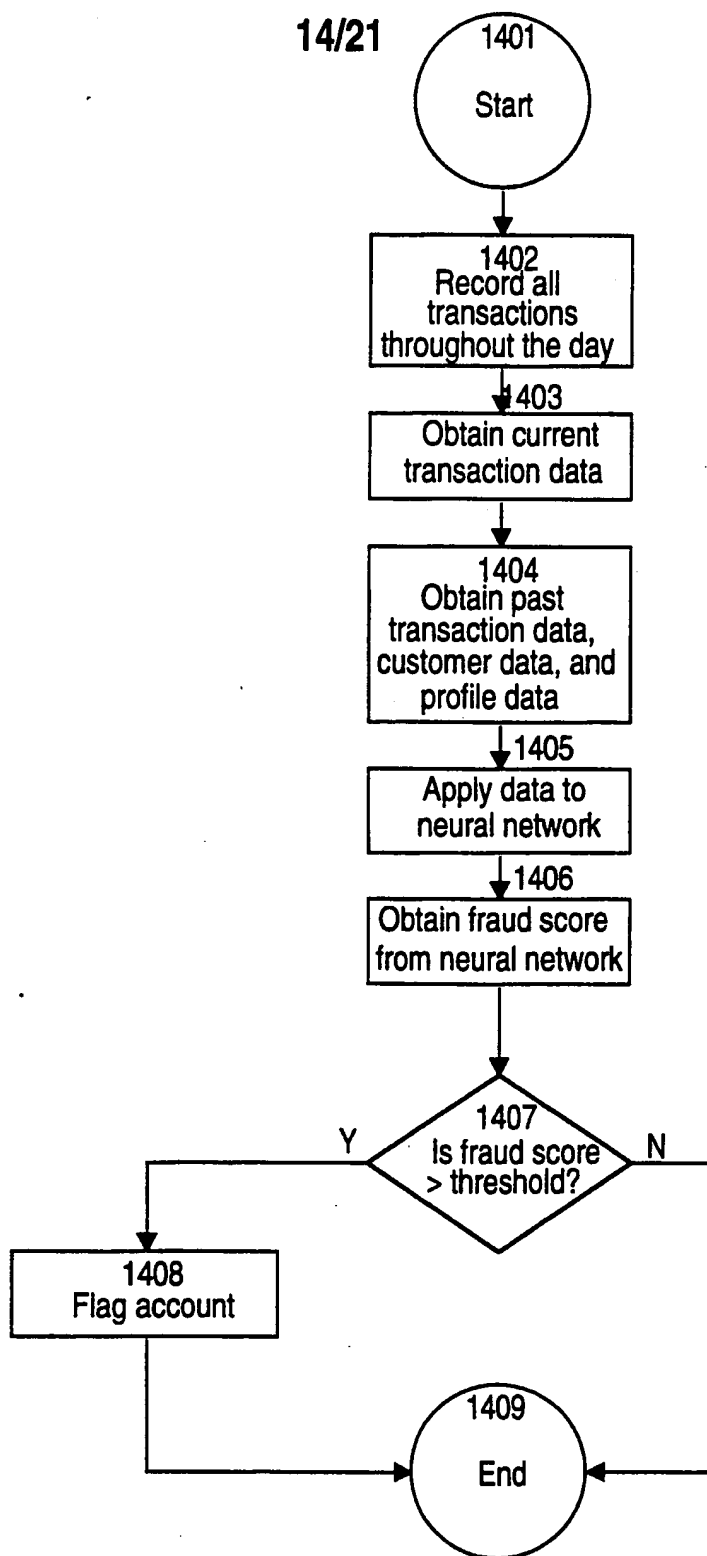 14/21
1401
Start
1402
Record all
transactions
throughout the day
1403
Obtain current
transaction data
1404
Obtain past
transaction data,
customer data, and
profile data
1405
Apply data to
neural network
1406
Obtain fraud score
from neural network
1407
Y
Is fraud score
N
> threshold?
1408
Flag account
1409
End